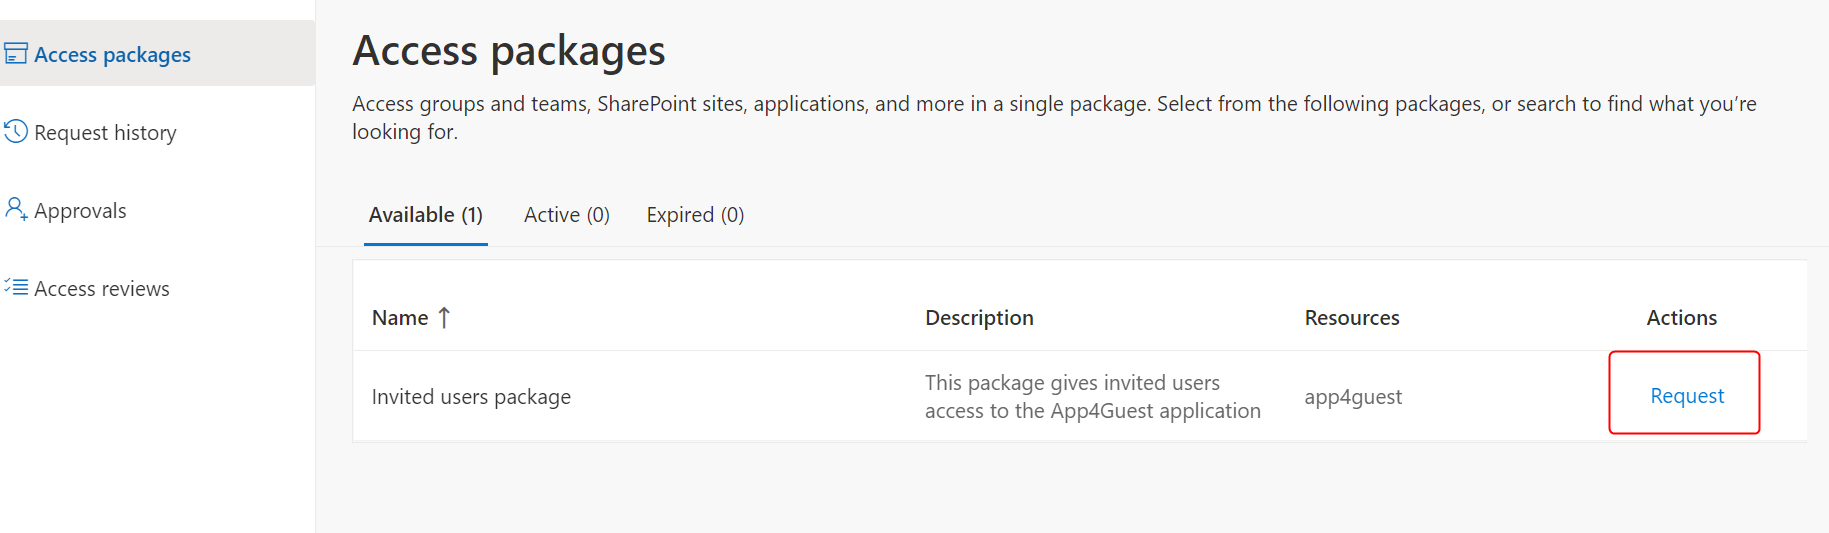 Access packages
Request history
Approvals
Access reviews
Access packages
Access groups and teams, SharePoint sites, applications, and more in a single package. Select from the following packages, or search to find what you’re
looking for.
Available (1) Active (0) Expired (0)
Name ↑ Description Resources Actions
Invited users package
This package gives invited users
access to the App4Guest application
app4guest
Request